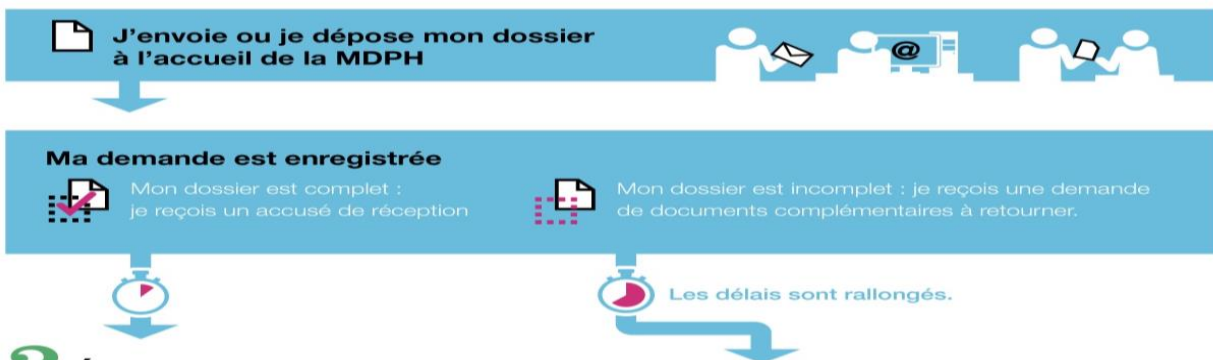 J'envoie ou je dépose mon dossier
à l'accueil de la MDPH
@
Ma demande est enregistrée
Mon dossier est complet :
je reçois un accusé de réception
Mon dossier est incomplet : je reçois une demande
de documents complémentaires à retourner.
Les délais sont rallongés.